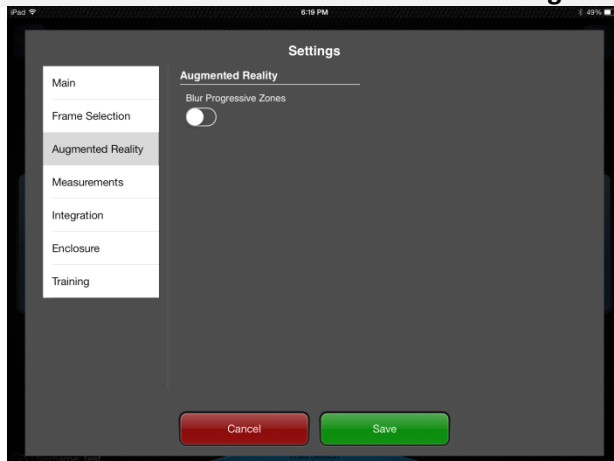 iPad 6:19 PM 49%
Settings
Main
Frame Selection
Augmented Reality
Measurements
Integration
Enclosure
Training
Augmented Reality
Blur Progressive Zones
Cancel
Save